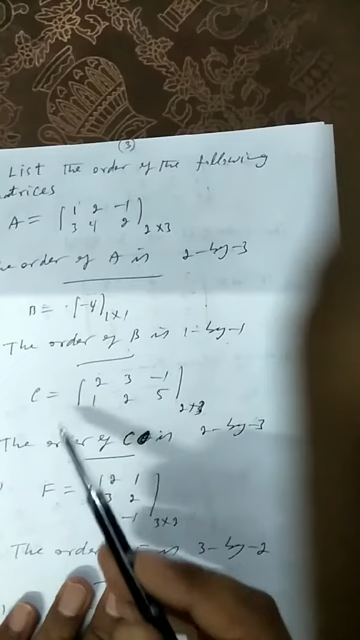 (3)
List the order of the following
matrices
A = [1 2 -1
3 4 2] 2×3
The order of A is 2-by-3
B = [-4] 1×1
The order of B is 1-by-1
C = [2 3 -1
1 2 5] 2×3
The order of C is 2-by-3
F =
2 1
3 2
-1] 3×2
The order is 3-by-2